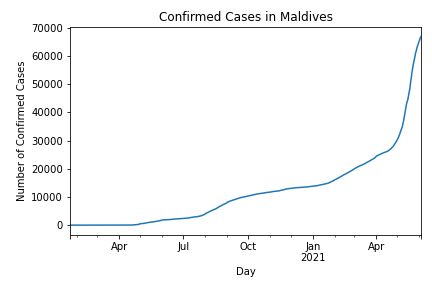 Confirmed Cases in Maldives
70000
60000
50000
40000
30000
20000
10000
0
Number of Confirmed Cases
Apr
Jul
Oct
Jan
2021
Apr
Day